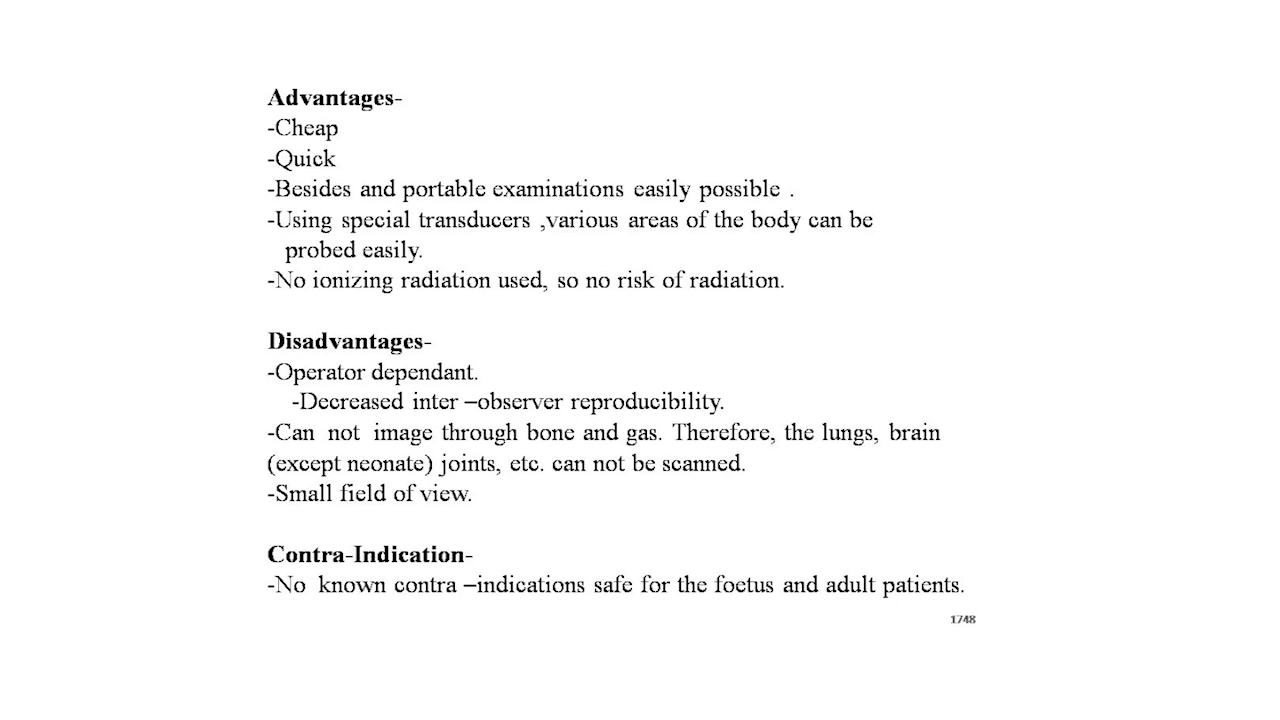 Advantages-
-Cheap
-Quick
-Besides and portable examinations easily possible .
-Using special transducers ,various areas of the body can be
probed easily.
-No ionizing radiation used, so no risk of radiation.
Disadvantages-
-Operator dependant.
-Decreased inter –observer reproducibility.
-Can not image through bone and gas. Therefore, the lungs, brain
(except neonate) joints, etc. can not be scanned.
-Small field of view.
Contra-Indication-
-No known contra –indications safe for the foetus and adult patients.
1748